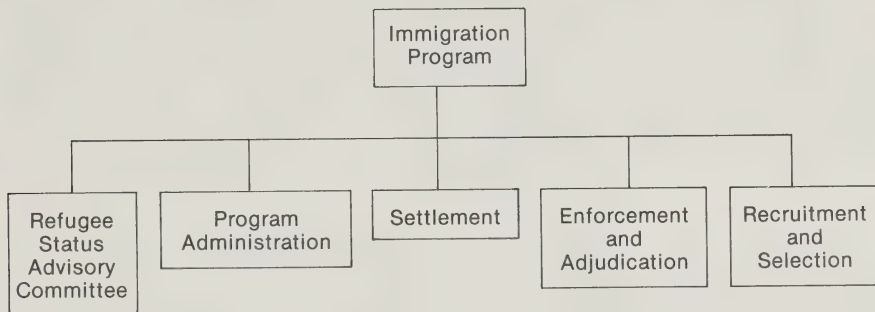 Immigration
Program
Refugee
Status
Advisory
Committee
Program
Administration
Settlement
Enforcement
and
Adjudication
Recruitment
and
Selection